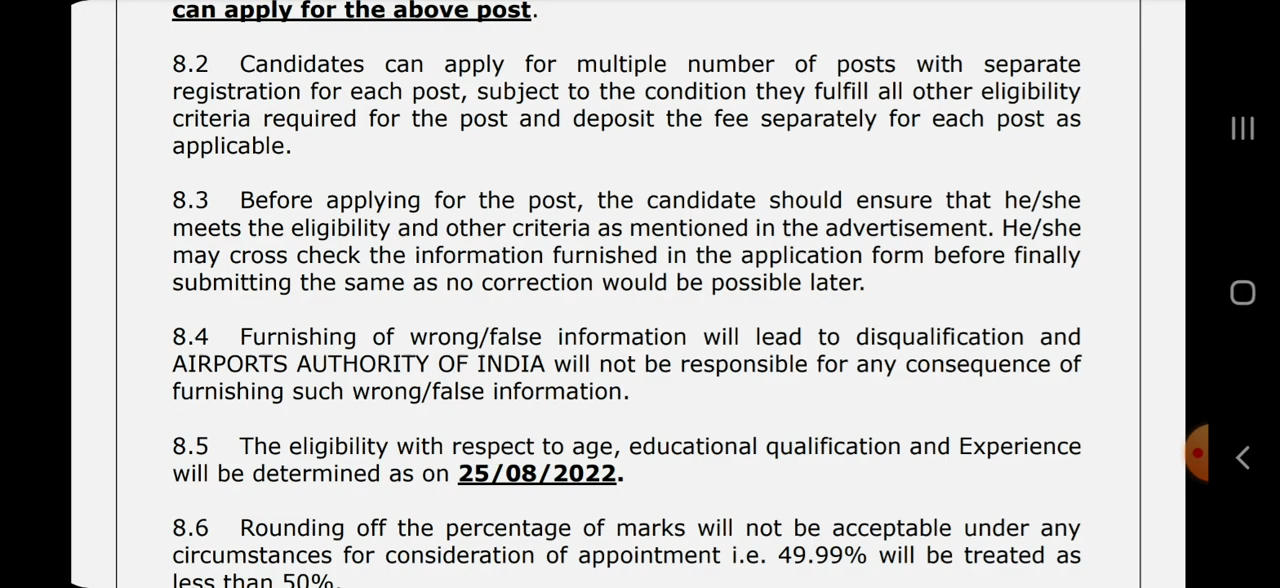 can apply for the above post.
8.2 Candidates can apply for multiple number of posts with separate
registration for each post, subject to the condition they fulfill all other eligibility
criteria required for the post and deposit the fee separately for each post as
applicable.
8.3 Before applying for the post, the candidate should ensure that he/she
meets the eligibility and other criteria as mentioned in the advertisement. He/she
may cross check the information furnished in the application form before finally
submitting the same as no correction would be possible later.
8.4 Furnishing of wrong/false information will lead to disqualification and
AIRPORTS AUTHORITY OF INDIA will not be responsible for any consequence of
furnishing such wrong/false information.
8.5 The eligibility with respect to age, educational qualification and Experience
will be determined as on 25/08/2022.
8.6 Rounding off the percentage of marks will not be acceptable under any
circumstances for consideration of appointment i.e. 49.99% will be treated as
less than 50%.